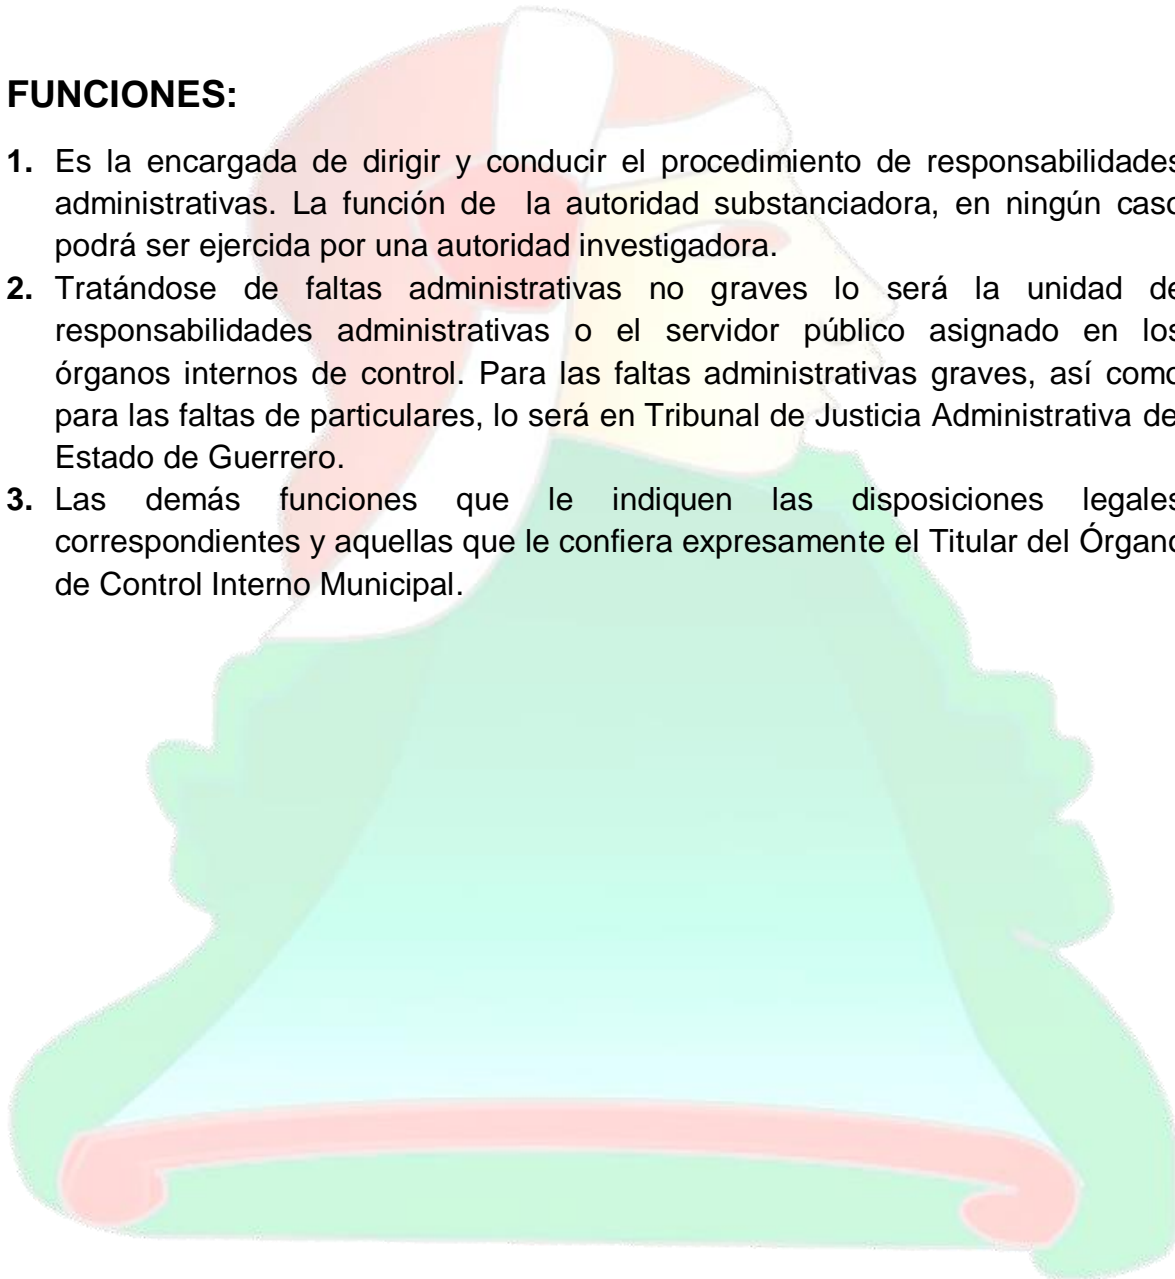 FUNCIONES:
1. Es la encargada de dirigir y conducir el procedimiento de responsabilidades
administrativas. La función de la autoridad substanciadora, en ningún caso
podrá ser ejercida por una autoridad investigadora.
2. Tratándose de faltas administrativas no graves lo será la unidad de
responsabilidades administrativas o el servidor público asignado en los
órganos internos de control. Para las faltas administrativas graves, así como
para las faltas de particulares, lo será en Tribunal de Justicia Administrativa de
Estado de Guerrero.
3. Las demás funciones que le indiquen las disposiciones legales
correspondientes y aquellas que le confiera expresamente el Titular del Órgano
de Control Interno Municipal.